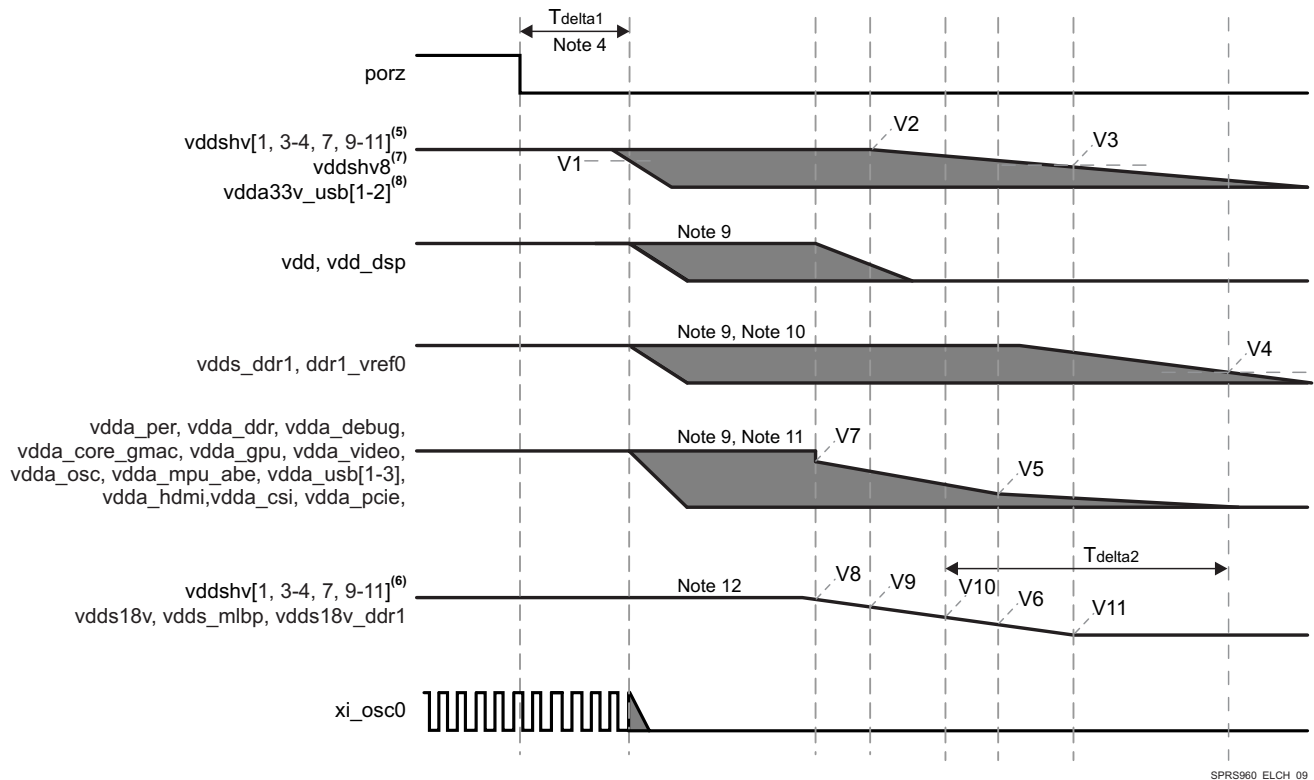 Tdelta1
Note 4
porz
vddshv[1, 3-4, 7, 9-11](5)
vddshv8(7)
vdda33v_usb[1-2](8)
V1
V2
V3
vdd, vdd_dsp
Note 9
vdds_ddr1, ddr1_vref0
Note 9, Note 10
V4
vdda_per, vdda_ddr, vdda_debug,
vdda_core_gmac, vdda_gpu, vdda_video,
vdda_osc, vdda_mpu_abe, vdda_usb[1-3],
vdda_hdmi,vdda_csi, vdda_pcie,
Note 9, Note 11
V7
V5
Tdelta2
vddshv[1, 3-4, 7, 9-11](6)
vdds18v, vdds_mlbp, vdds18v_ddr1
Note 12
V8
V9
V10
V6
V11
xi_osc0
SPRS960_ELCH_09